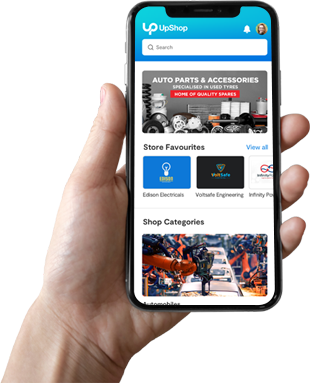 UpShop
Search
AUTO PARTS & ACCESSORIES
SPECIALISED IN USED TYRES
HOME OF QUALITY SPARES
Store Favourites
View all
EDISON
VoltSafe
Edison Electricals
Voltsafe Engineering
Infinity Po
Shop Categories
Automobiles